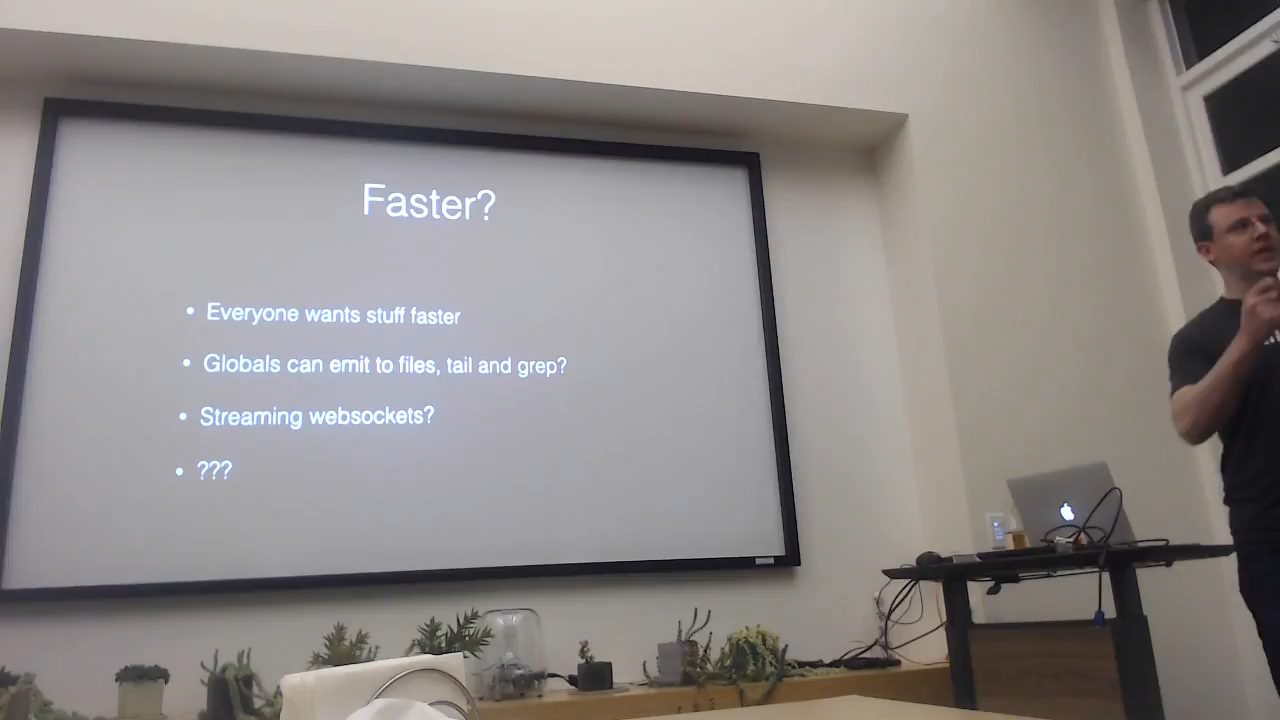 Faster?
• Everyone wants stuff faster
• Globals can emit to files, tail and grep?
• Streaming websockets?
• ???